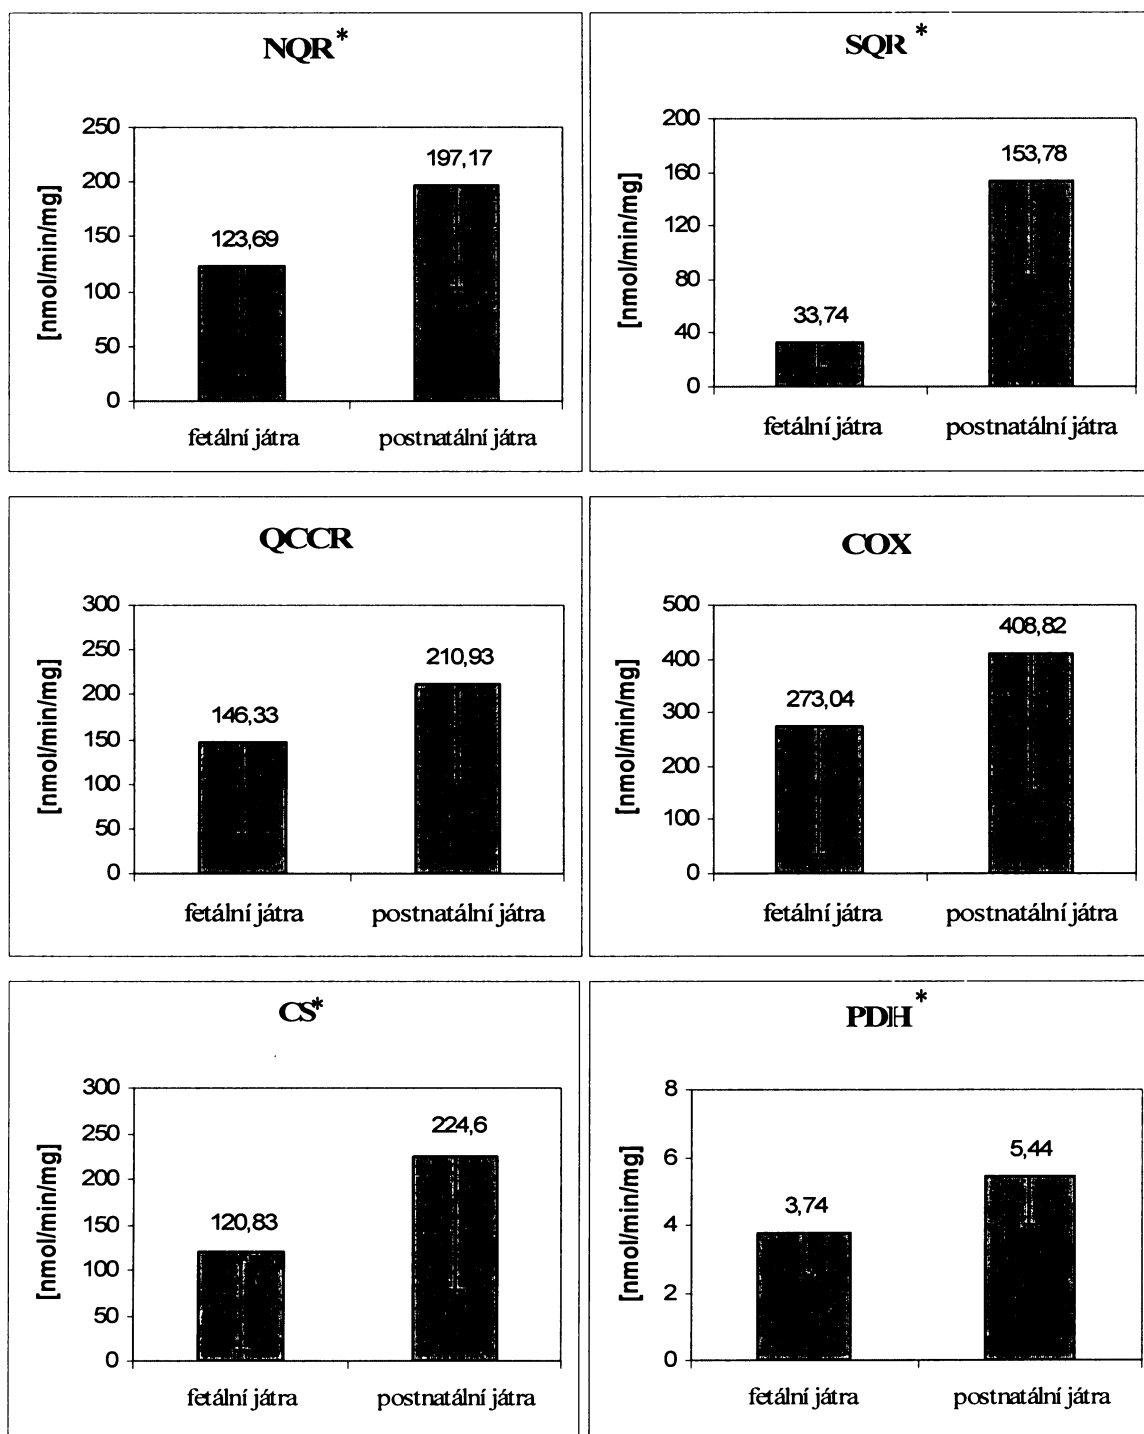 NQR*
[nmol/min/mg]
250
200
150
100
50
0
123,69
197,17
fetální játra
postnatální játra
SQR *
[nmol/min/mg]
200
160
120
80
40
0
33,74
153,78
fetální játra
postnatální játra
QCCR
[nmol/min/mg]
300
250
200
150
100
50
0
146,33
210,93
fetální játra
postnatální játra
COX
[nmol/min/mg]
500
400
300
200
100
0
273,04
408,82
fetální játra
postnatální játra
CS*
[nmol/min/mg]
300
250
200
150
100
50
0
120,83
224,6
fetální játra
postnatální játra
PDH*
[nmol/min/mg]
8
6
4
2
0
3,74
5,44
fetální játra
postnatální játra